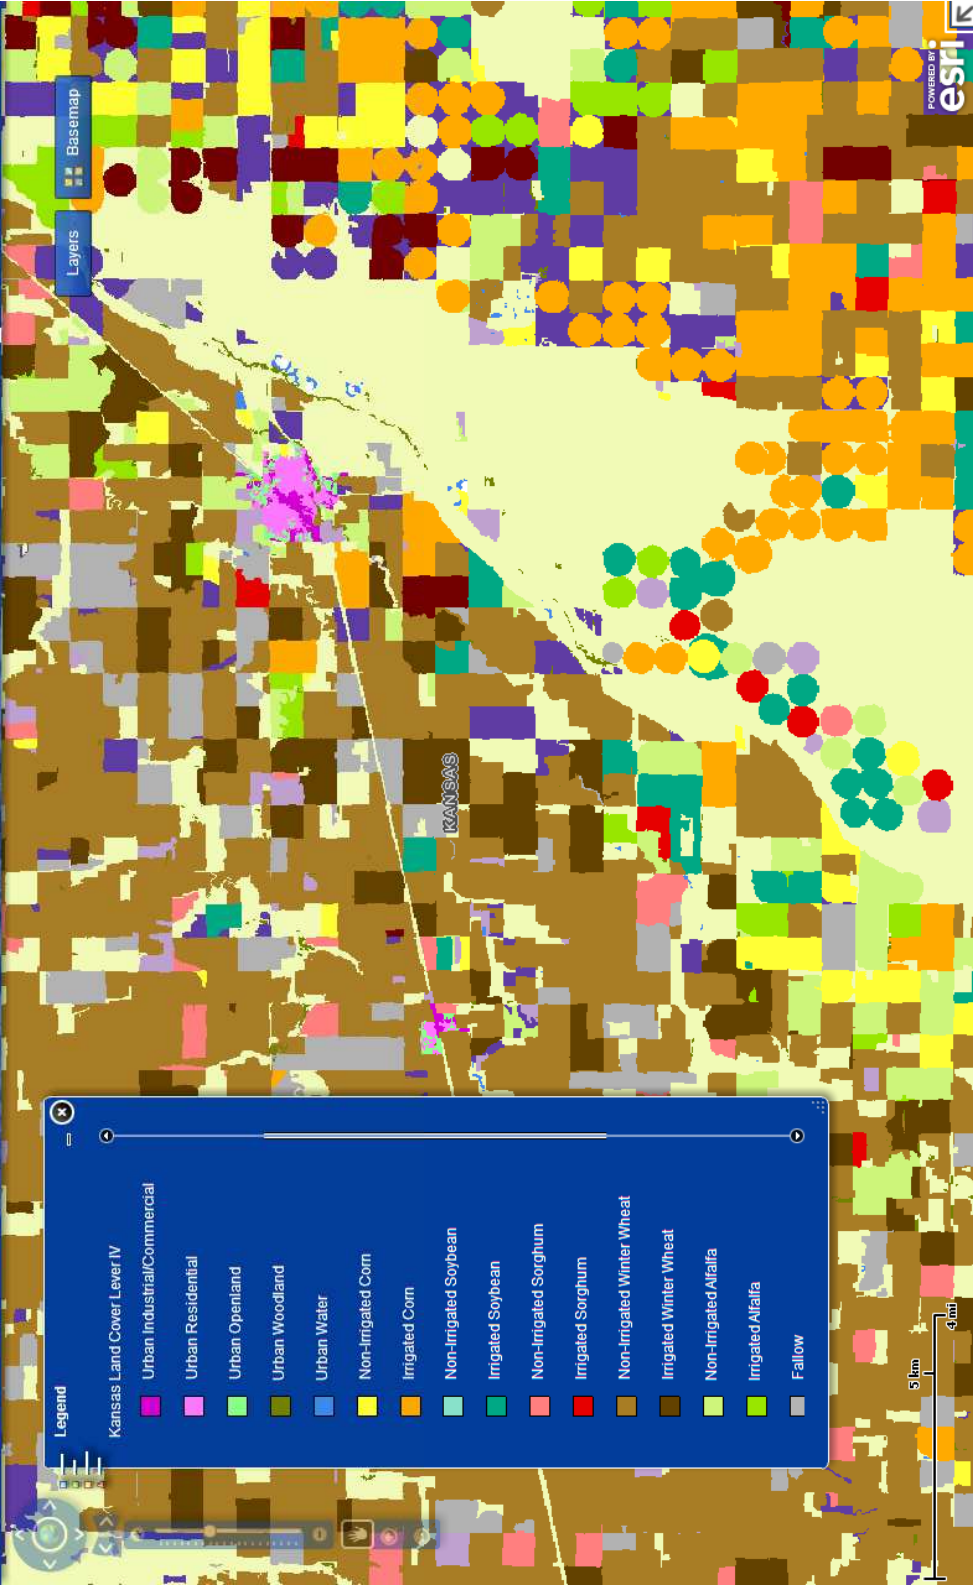 Layers
Basemap
Legend
Kansas Land Cover Lever IV
Urban Industrial/Commercial
Urban Residential
Urban Openland
Urban Woodland
Urban Water
Non-Irrigated Corn
Irrigated Corn
Non-Irrigated Soybean
Irrigated Soybean
Non-Irrigated Sorghum
Irrigated Sorghum
Non-Irrigated Winter Wheat
Irrigated Winter Wheat
Non-Irrigated Alfalfa
Irrigated Alfalfa
Fallow
KANSAS
5 km
4 mi
POWERED BY
esri